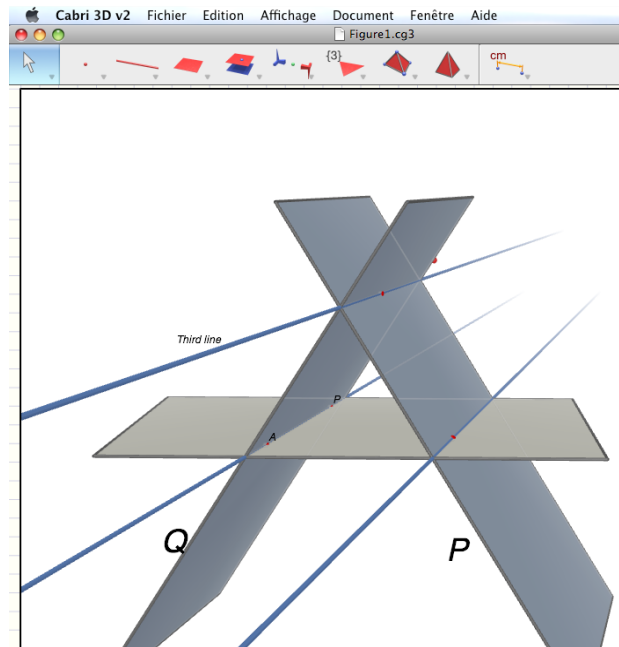 Cabri 3D v2 Fichier Edition Affichage Document Fenêtre Aide
Figure1.cg3
{3}
cm
Third line
P
A
Q
P